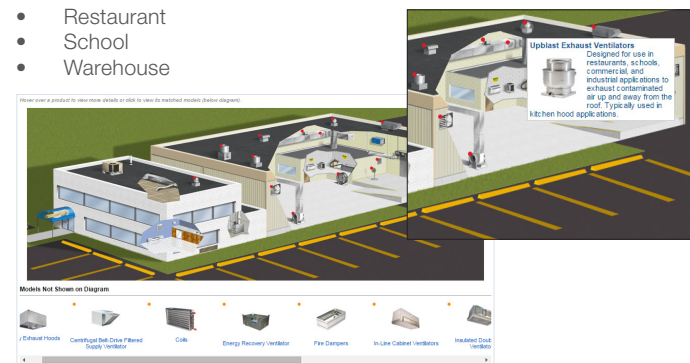 • Restaurant
• School
• Warehouse
Upblast Exhaust Ventilators
Designed for use in
restaurants, schools,
commercial, and
industrial applications to
exhaust contaminated
air up and away from the
roof. Typically used in
kitchen hood applications.
Hover over a product to view more details or click to view its matched models (below diagram).
Models Not Shown on Diagram
y Exhaust Hoods
Centrifugal Belt-Drive Filtered
Supply Ventilator
Coils
Energy Recovery Ventilator
Fire Dampers
In-Line Cabinet Ventilators
Insulated Doub
Ventilato